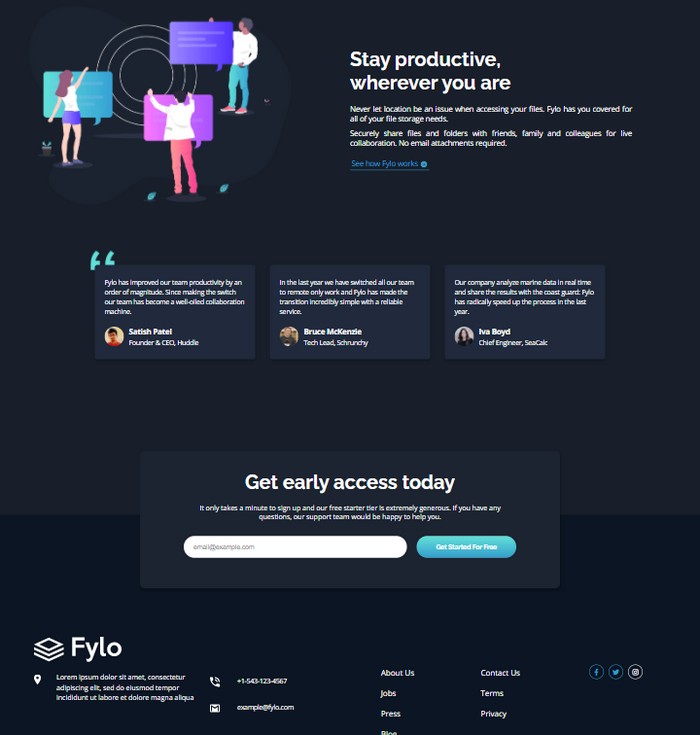 Stay productive,
wherever you are
Never let location be an issue when accessing your files. Fylo has you covered for
all of your file storage needs.
Securely share files and folders with friends, family and colleagues for live
collaboration. No email attachments required.
See how Fylo works
Fylo has improved our team productivity by an
order of magnitude. Since making the switch
our team has become a well-oiled collaboration
machine.
Satish Patel
Founder & CEO, Huddle
In the last year we have switched all our team
to remote only work and Fylo has made the
transition incredibly simple with a reliable
service.
Bruce McKenzie
Tech Lead, Schrunchy
Our company analyze marine data in real time
and share the results with the coast guard: Fylo
has radically speed up the process in the last
year.
Iva Boyd
Chief Engineer, SeaCalc
Get early access today
It only takes a minute to sign up and our free starter tier is extremely generous. If you have any
questions, our support team would be happy to help you.
email@example.com
Get Started For Free
Fylo
Lorem ipsum dolor sit amet, consectetur
adipiscing elit, sed do eiusmod tempor
incididunt ut labore et dolore magna aliqua
+1-543-123-4567
example@fylo.com
About Us
Jobs
Press
Blog
Contact Us
Terms
Privacy